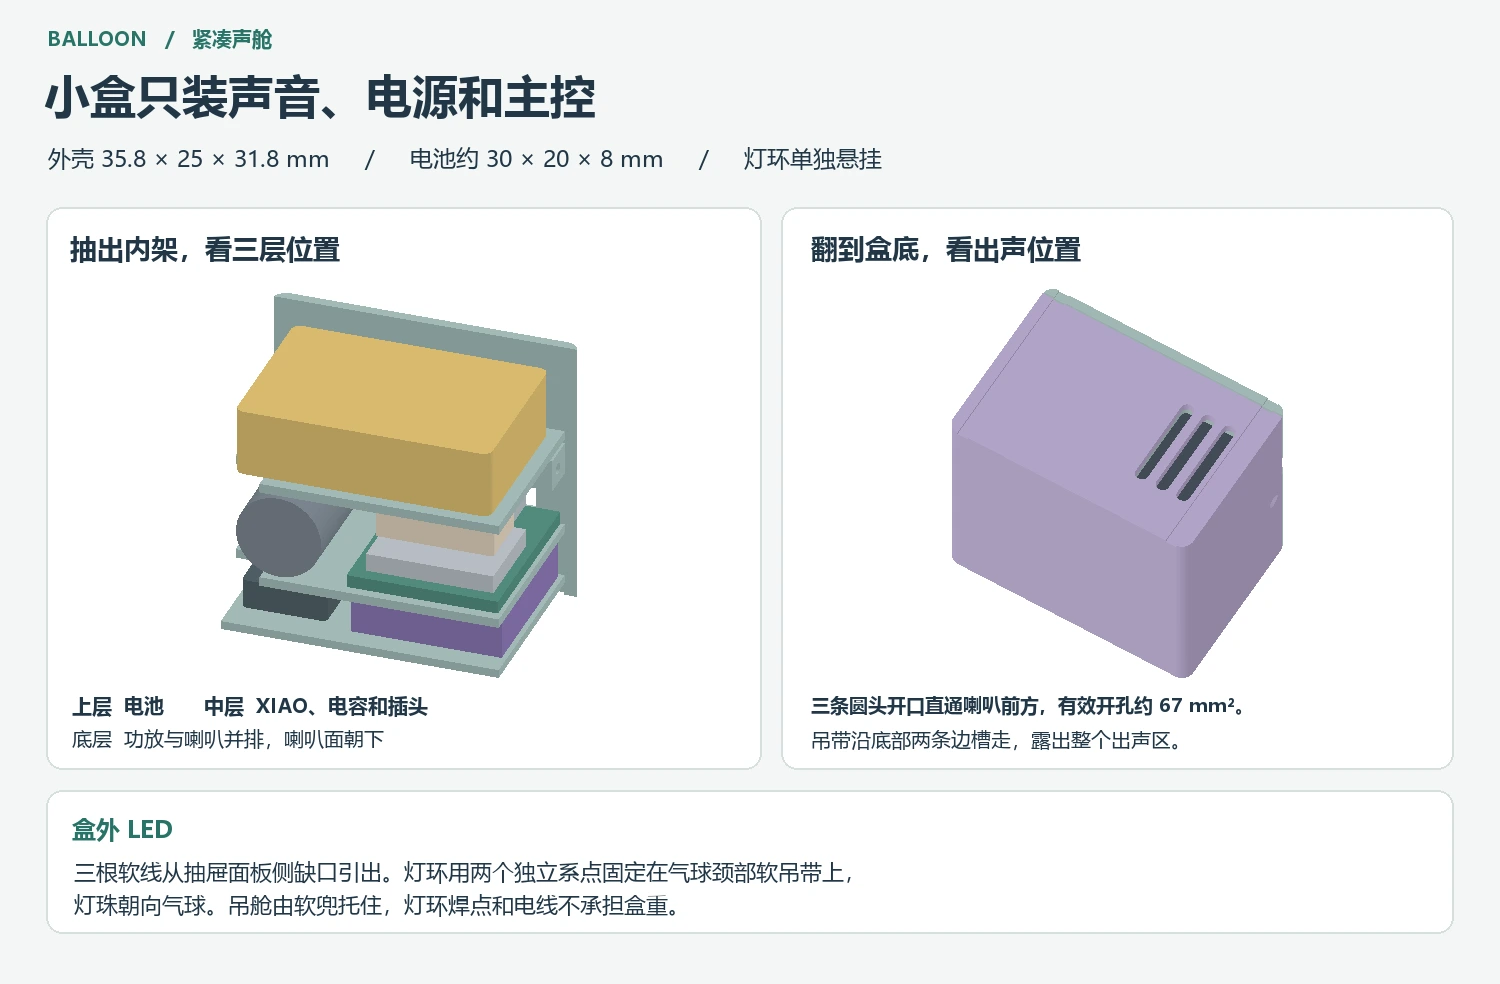 BALLOON / 紧凑声舱
小盒只装声音、电源和主控
外壳 35.8 × 25 × 31.8 mm / 电池约 30 × 20 × 8 mm / 灯环单独悬挂
抽出内架，看三层位置
上层 电池 中层 XIAO、电容和插头
底层 功放与喇叭并排，喇叭面朝下
翻到盒底，看出声位置
三条圆头开口直通喇叭前方，有效开孔约 67 mm²。
吊带沿底部两条边槽走，露出整个出声区。
盒外 LED
三根软线从抽屉面板侧缺口引出。灯环用两个独立系点固定在气球颈部软吊带上，
灯珠朝向气球。吊舱由软兜托住，灯环焊点和电线不承担盒重。